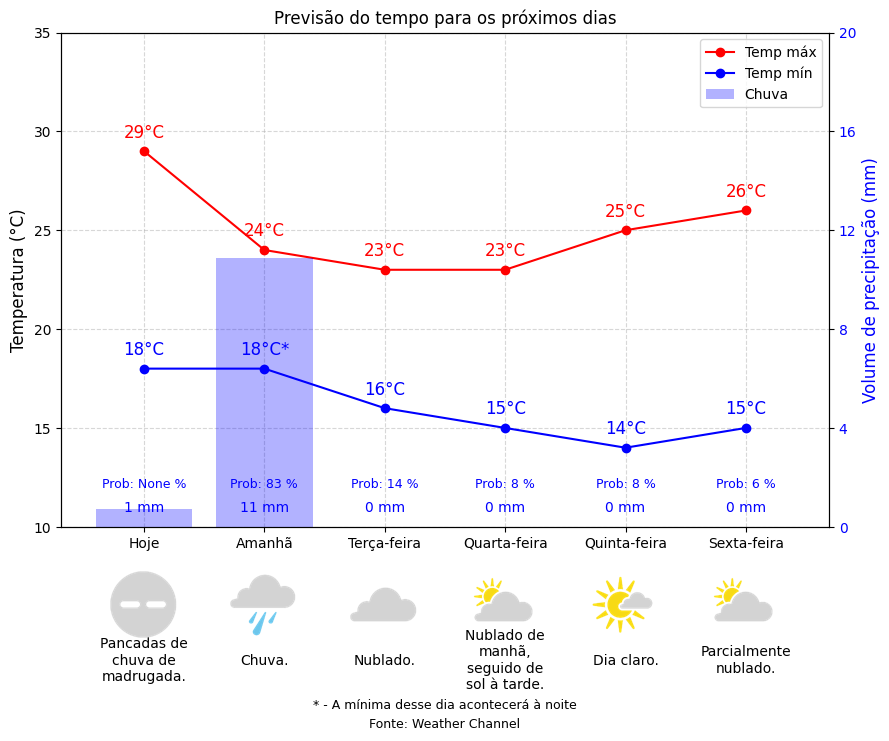 Previsão do tempo para os próximos dias
Temperatura (°C)
35
30
25
20
15
10
Volume de precipitação (mm)
20
16
12
8
4
0
Temp máx
Temp mín
Chuva
29°C
24°C
23°C
23°C
25°C
26°C
18°C
18°C*
16°C
15°C
14°C
15°C
Prob: None %
Prob: 83 %
Prob: 14 %
Prob: 8 %
Prob: 8 %
Prob: 6 %
1 mm
11 mm
0 mm
0 mm
0 mm
0 mm
Hoje
Amanhã
Terça-feira
Quarta-feira
Quinta-feira
Sexta-feira
Pancadas de
chuva de
madrugada.
Chuva.
Nublado.
Nublado de
manhã,
seguido de
sol à tarde.
Dia claro.
Parcialmente
nublado.
* - A mínima desse dia acontecerá à noite
Fonte: Weather Channel